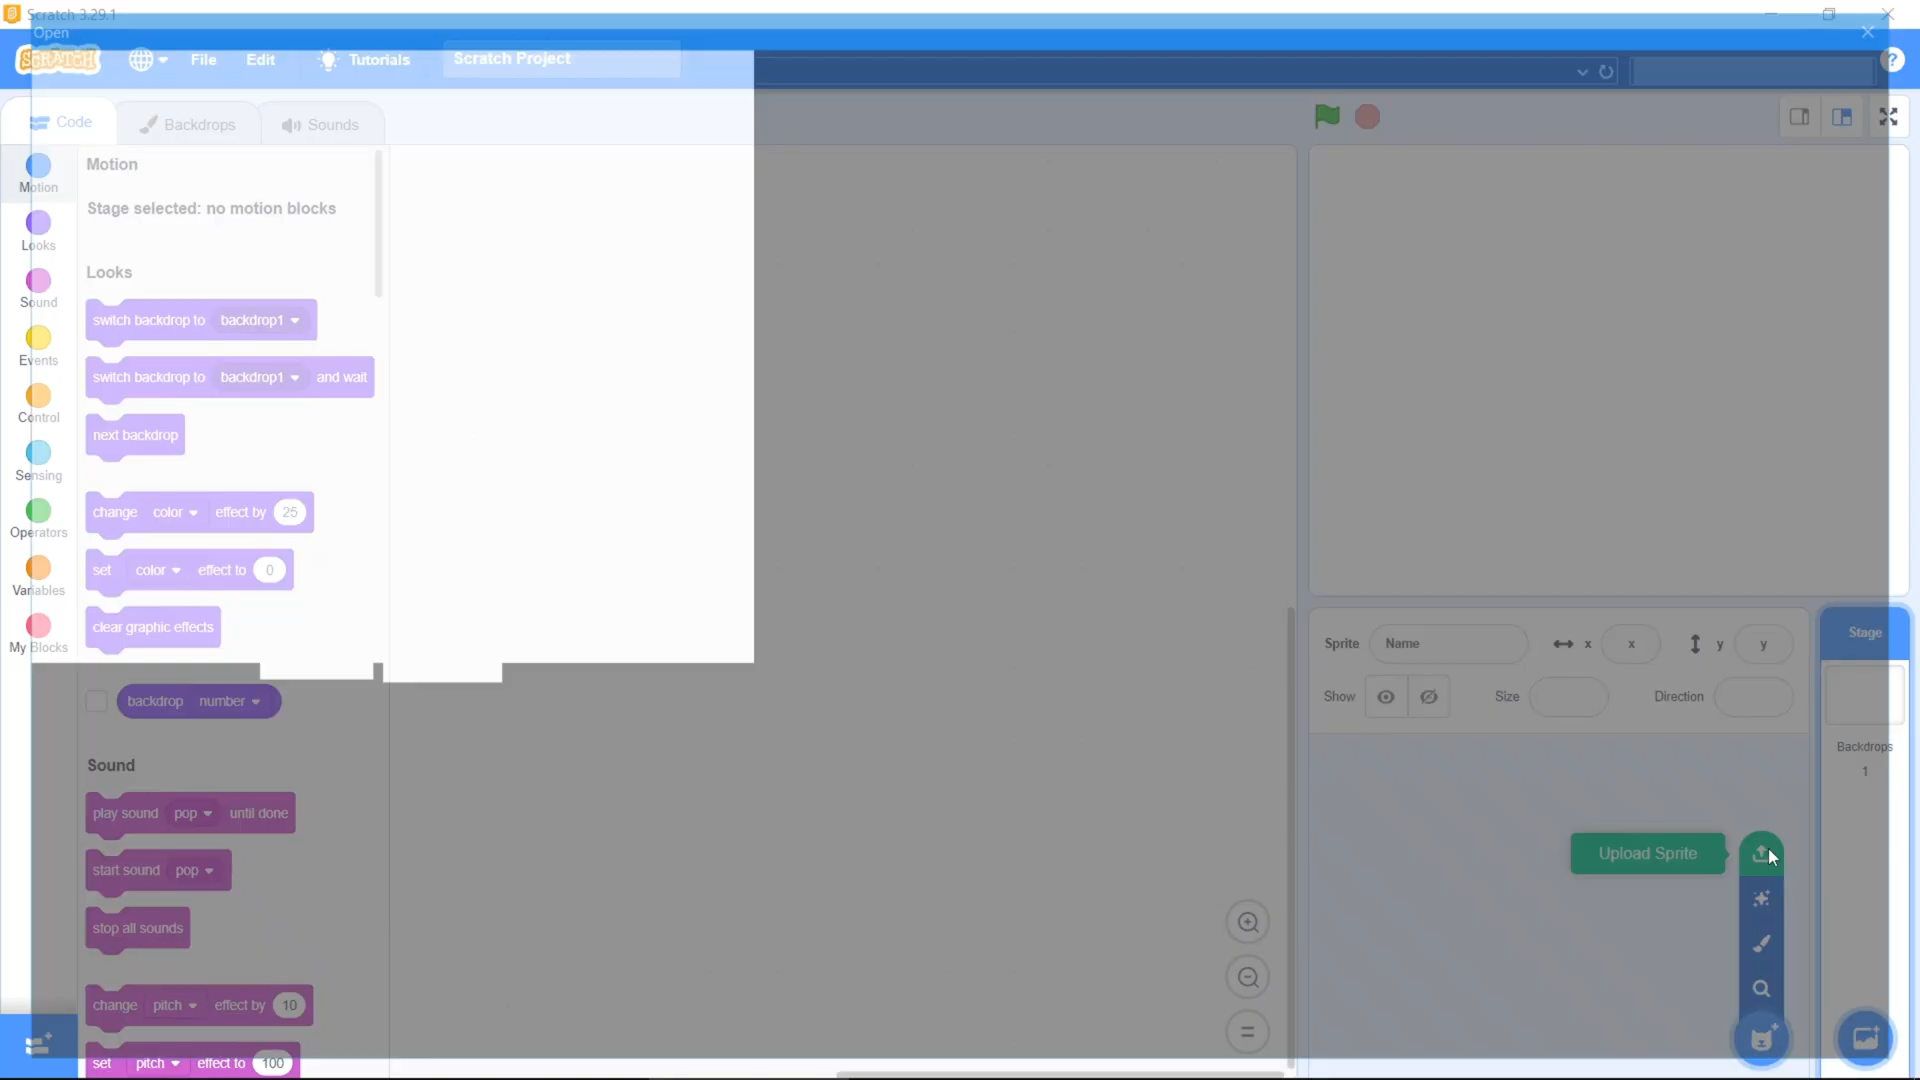 Scratch 3.29.1
Open
SCRATCH File Edit Tutorials Scratch Project ?
Code Backdrops Sounds
Motion
Looks
Sound
Events
Control
Sensing
Operators
Variables
My Blocks
Motion
Stage selected: no motion blocks
Looks
switch backdrop to backdrop1
switch backdrop to backdrop1 and wait
next backdrop
change color effect by 25
set color effect to 0
clear graphic effects
backdrop number
Sound
play sound pop until done
start sound pop
stop all sounds
change pitch effect by 10
set pitch effect to 100
Sprite Name x x y y
Show Size Direction
Upload Sprite
Stage
Backdrops
1